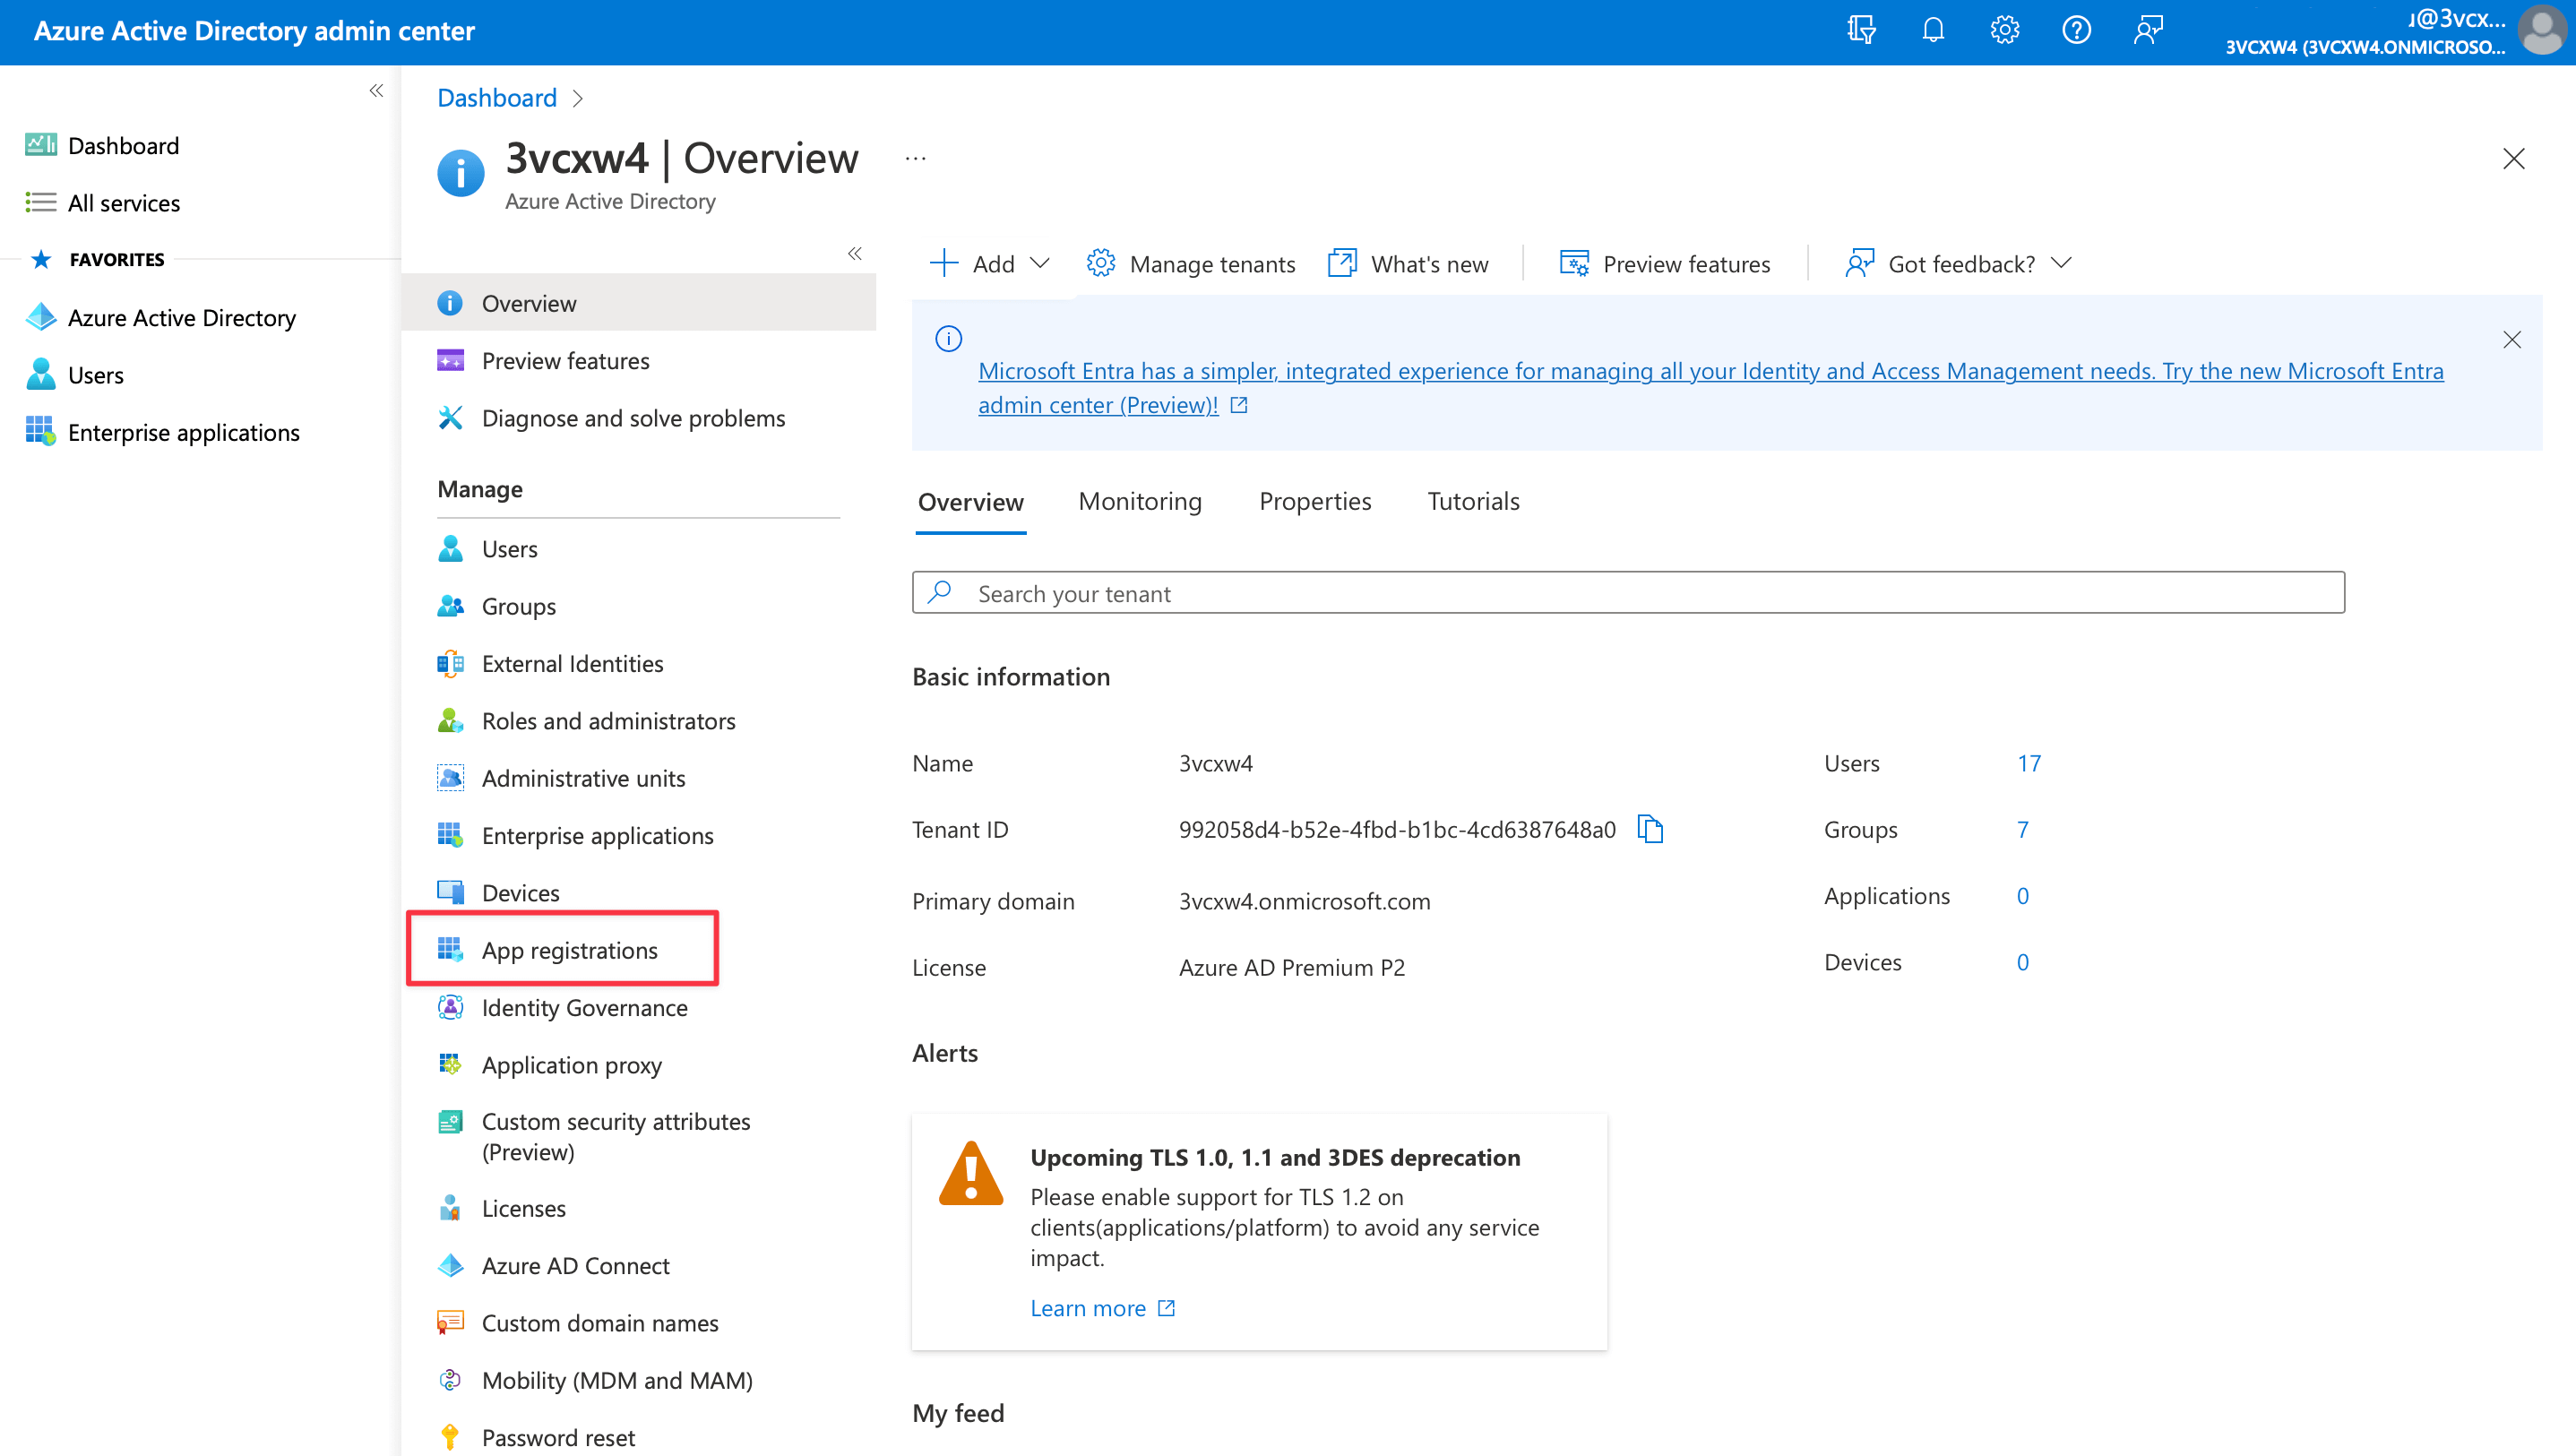 Azure Active Directory admin center
@3vcx...
3VCXW4 (3VCXW4.ONMICROSO...
Dashboard
All services
FAVORITES
Azure Active Directory
Users
Enterprise applications
Dashboard
3vcxw4 | Overview
...
Azure Active Directory
Overview
Preview features
Diagnose and solve problems
Manage
Users
Groups
External Identities
Roles and administrators
Administrative units
Enterprise applications
Devices
App registrations
Identity Governance
Application proxy
Custom security attributes
(Preview)
Licenses
Azure AD Connect
Custom domain names
Mobility (MDM and MAM)
Password reset
Add
Manage tenants
What's new
Preview features
Got feedback?
Microsoft Entra has a simpler, integrated experience for managing all your Identity and Access Management needs. Try the new Microsoft Entra
admin center (Preview)!
Overview
Monitoring
Properties
Tutorials
Search your tenant
Basic information
Name 3vcxw4
Users 17
Tenant ID 992058d4-b52e-4fbd-b1bc-4cd6387648a0
Groups 7
Primary domain 3vcxw4.onmicrosoft.com
Applications 0
License Azure AD Premium P2
Devices 0
Alerts
Upcoming TLS 1.0, 1.1 and 3DES deprecation
Please enable support for TLS 1.2 on
clients(applications/platform) to avoid any service
impact.
Learn more
My feed